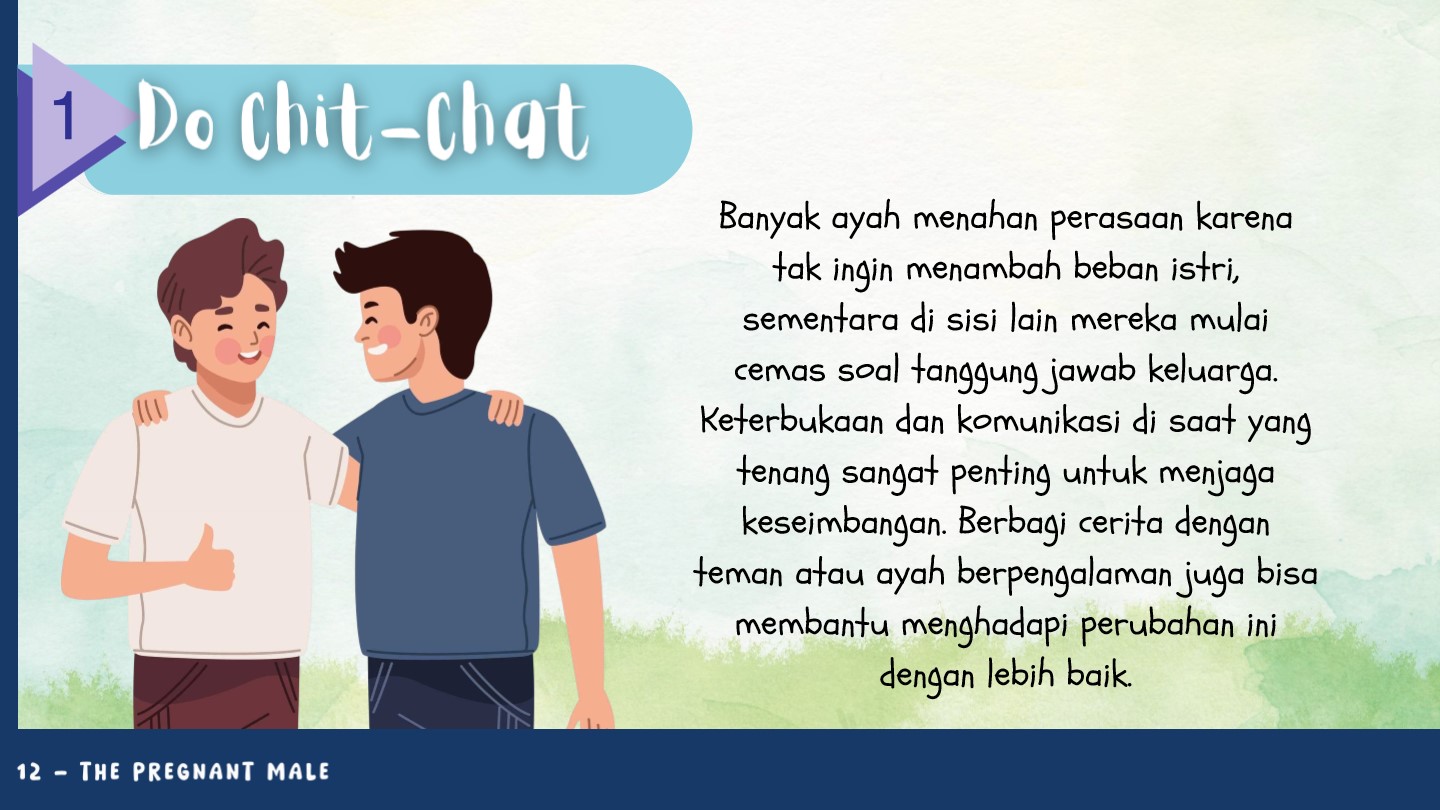 1
Do Chit-Chat
Banyak ayah menahan perasaan karena
tak ingin menambah beban istri,
sementara di sisi lain mereka mulai
cemas soal tanggung jawab keluarga.
Keterbukaan dan komunikasi di saat yang
tenang sangat penting untuk menjaga
keseimbangan. Berbagi cerita dengan
teman atau ayah berpengalaman juga bisa
membantu menghadapi perubahan ini
dengan lebih baik.
12 - THE PREGNANT MALE